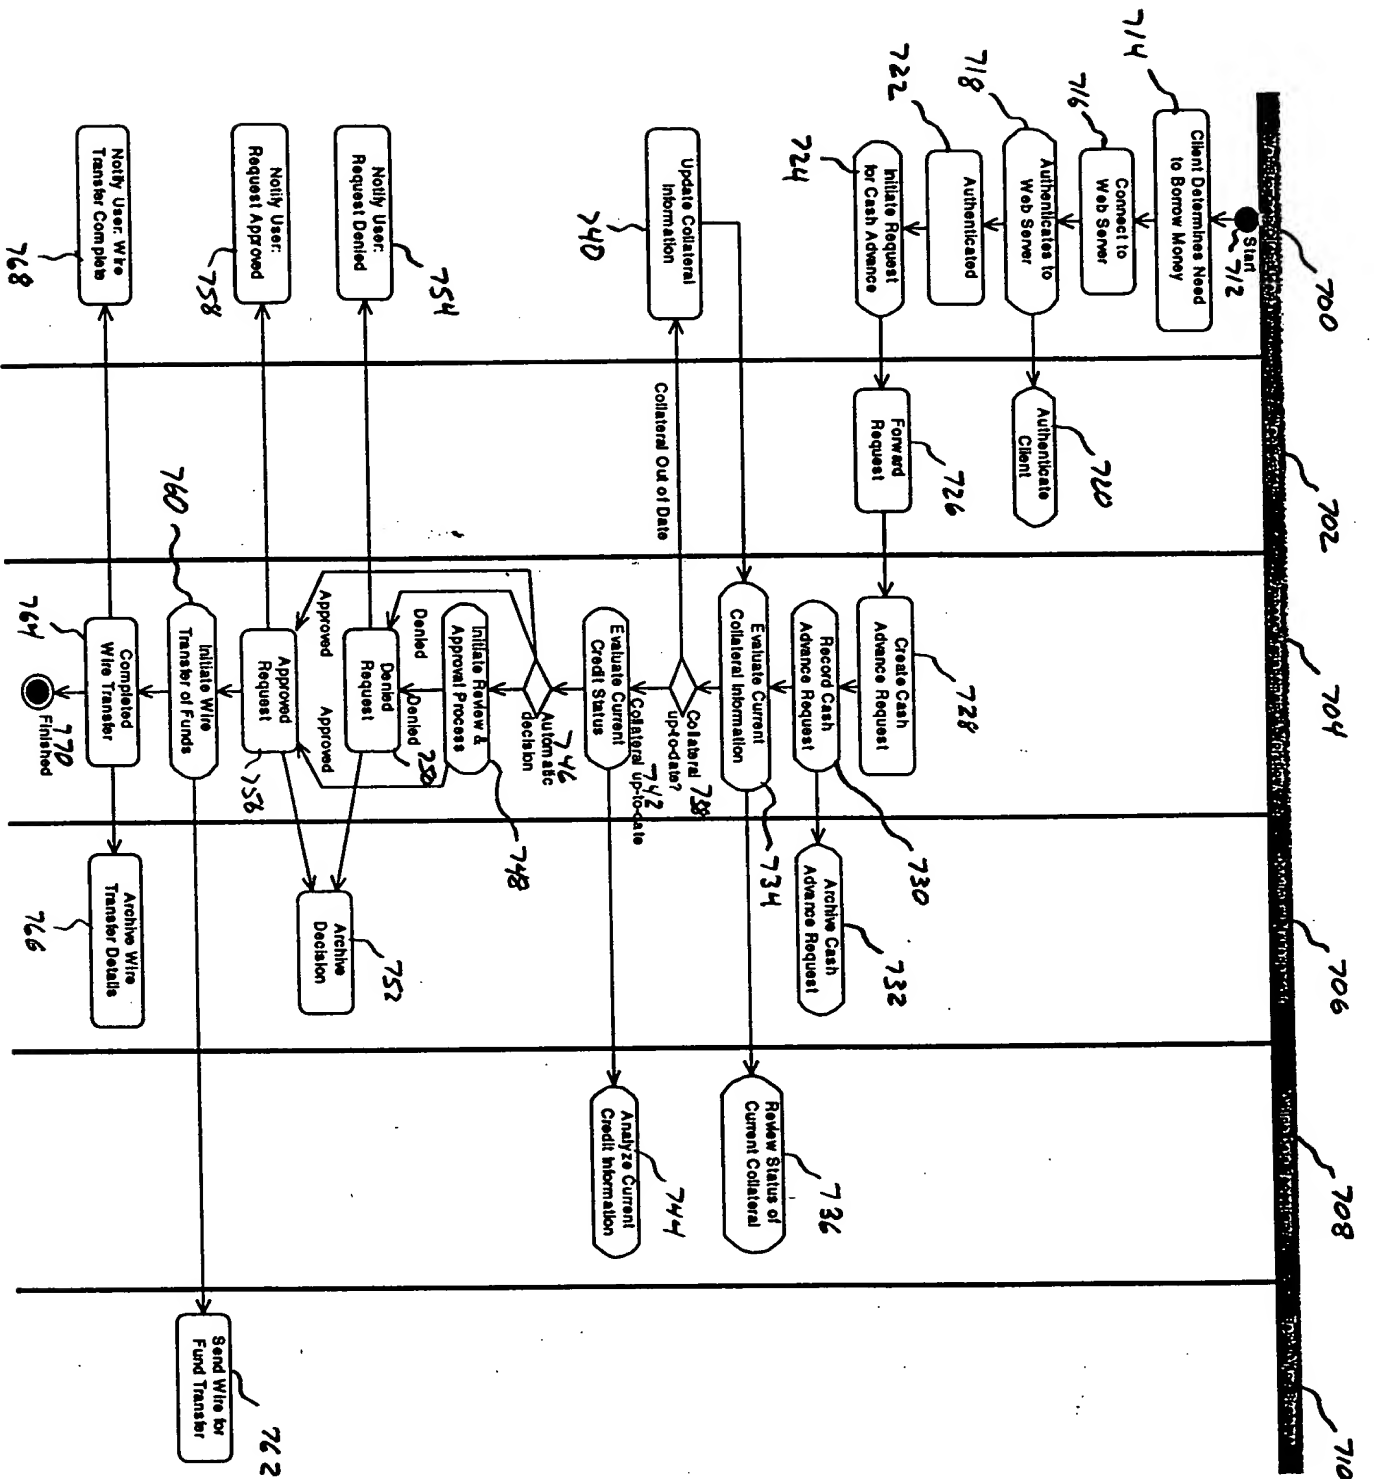 700
702
704
706
708
710
Start
712
714
Client Determines Need
to Borrow Money
716
Connect to
Web Server
718
Authenticates to
Web Server
720
Authenticate
Client
722
Authenticated
724
Initiate Request
for Cash Advance
726
Forward
Request
728
Create Cash
Advance Request
730
Record Cash
Advance Request
732
Archive Cash
Advance Request
734
Evaluate Current
Collateral Information
736
Review Status of
Current Collateral
Collateral 738
up-to-date?
Collateral Out of Date
740
Update Collateral
Information
742
Collateral up-to-date
Evaluate Current
Credit Status
744
Analyze Current
Credit Information
746
Automatic
decision
748
Initiate Review &
Approval Process
Denied
Denied
750
Denied
Request
752
Archive
Decision
754
Notify User:
Request Denied
Approved
Approved
756
Approved
Request
758
Notify User:
Request Approved
760
Initiate Wire
Transfer of Funds
762
Send Wire for
Fund Transfer
764
Completed
Wire Transfer
766
Archive Wire
Transfer Details
768
Notify User: Wire
Transfer Complete
770
Finished